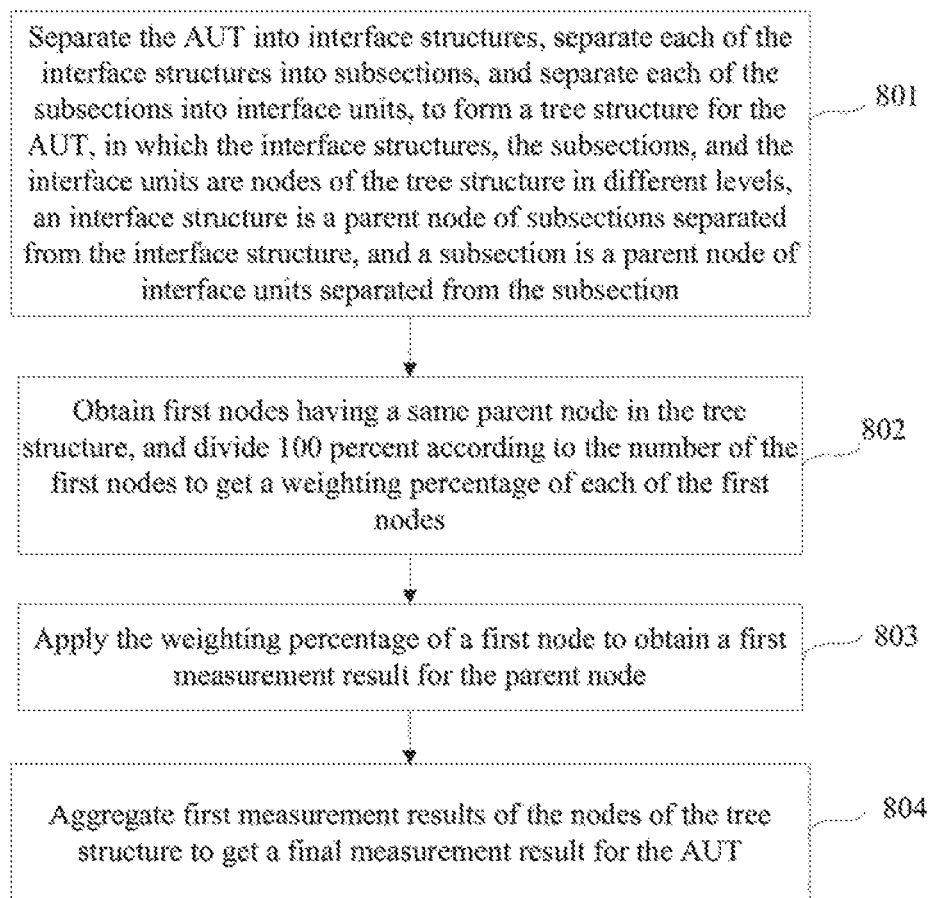 Separate the AUT into interface structures, separate each of the
interface structures into subsections, and separate each of the
subsections into interface units, to form a tree structure for the
AUT, in which the interface structures, the subsections, and the
interface units are nodes of the tree structure in different levels,
an interface structure is a parent node of subsections separated
from the interface structure, and a subsection is a parent node of
interface units separated from the subsection
801
Obtain first nodes having a same parent node in the tree
structure, and divide 100 percent according to the number of the
first nodes to get a weighting percentage of each of the first
nodes
802
Apply the weighting percentage of a first node to obtain a first
measurement result for the parent node
803
Aggregate first measurement results of the nodes of the tree
structure to get a final measurement result for the AUT
804